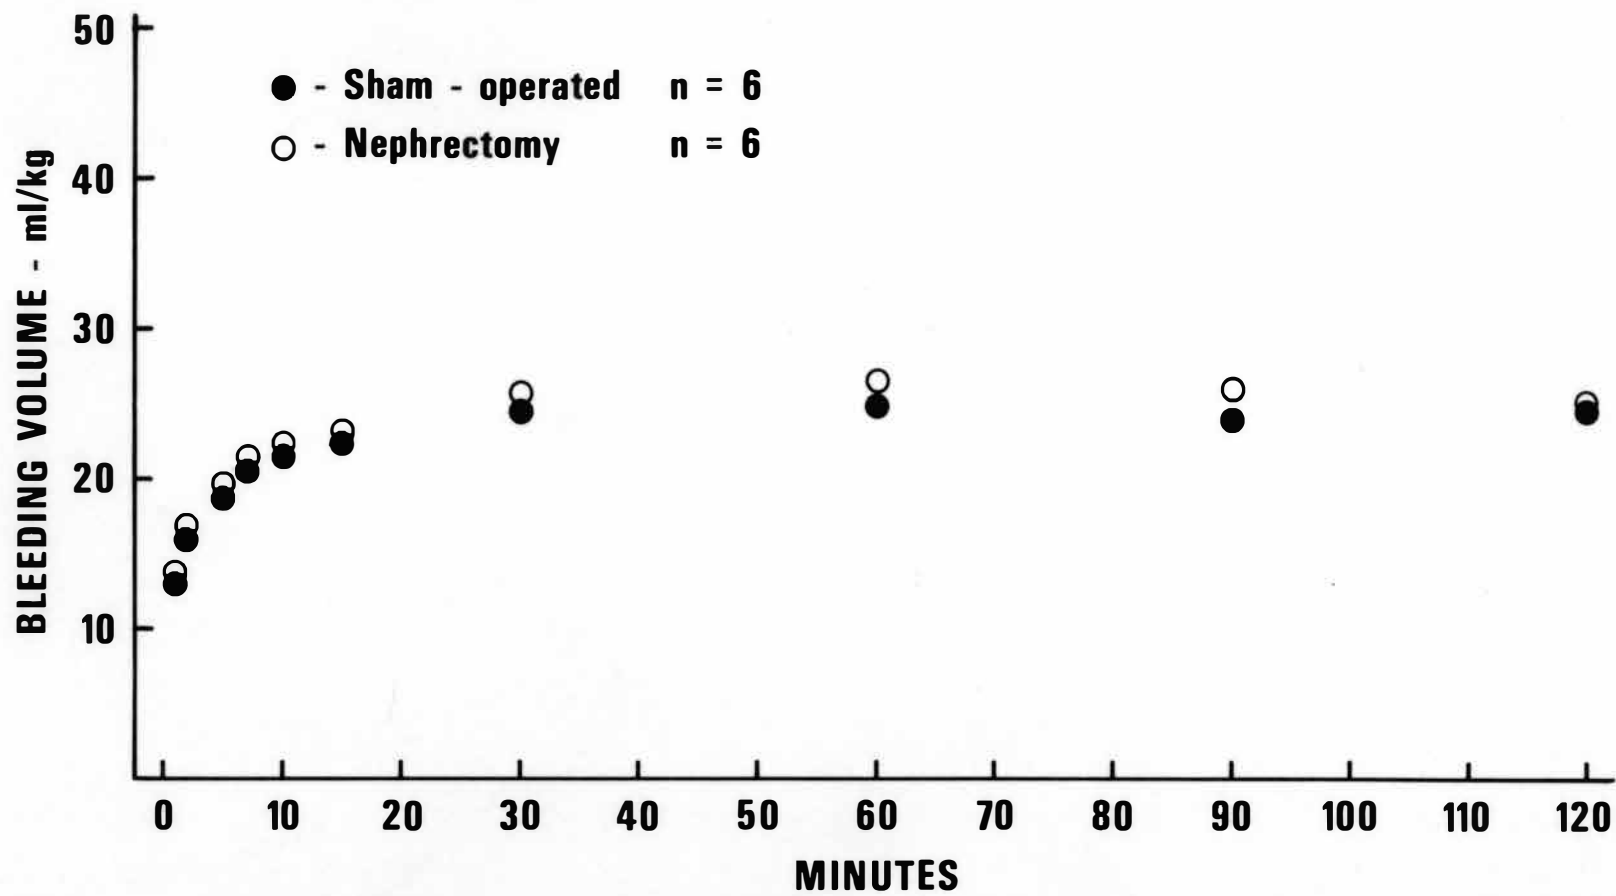 50
● - Sham - operated n = 6
○ - Nephrectomy n = 6
40
30
20
10
BLEEDING VOLUME - ml/kg
0 10 20 30 40 50 60 70 80 90 100 110 120
MINUTES